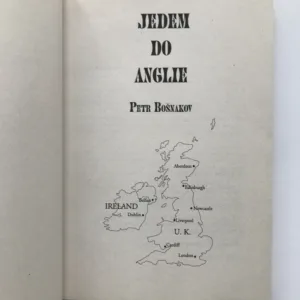 JEDEM
DO
ANGLIE
PETR BOŠNAKOV
Aberdeen
Edinburgh
Belfast
Newcastle
IRELAND
Dublin
Liverpool
U. K.
Cardiff
London